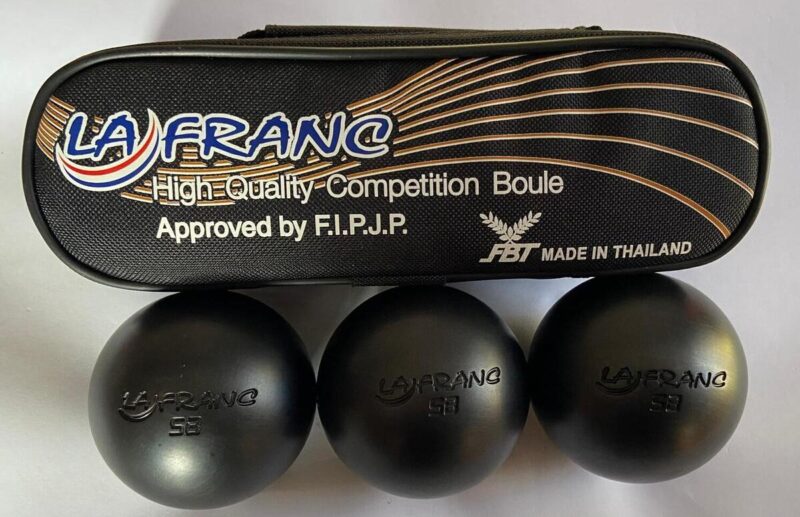 LA FRANC
High Quality Competition Boule
Approved by F.I.P.J.P.
FBT MADE IN THAILAND
LA FRANC
SB
LA FRANC
SB
LA FRANC
SB